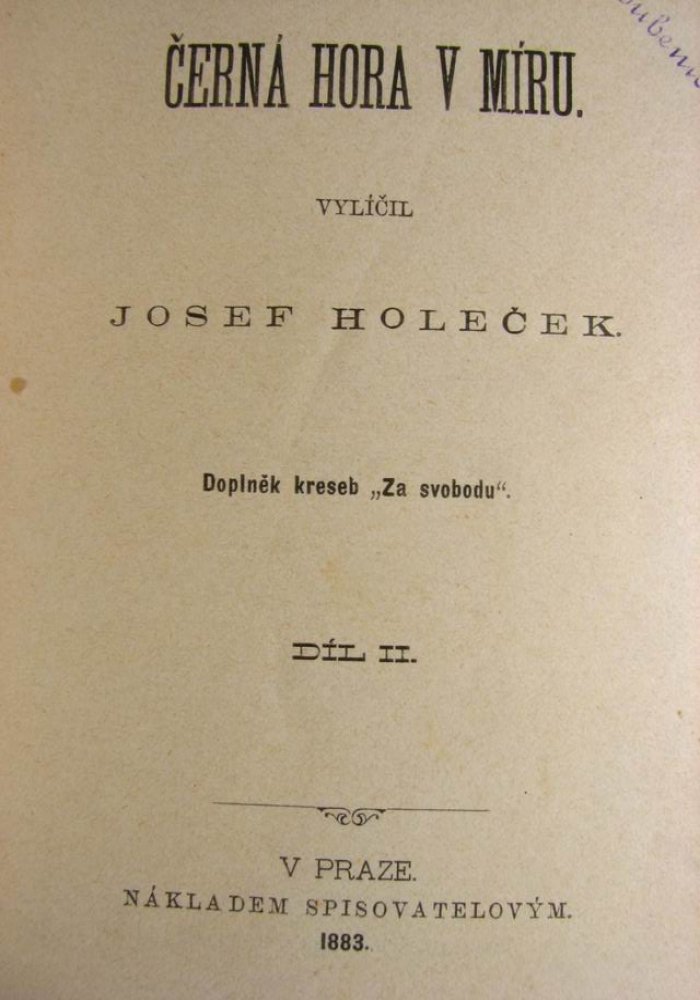 ČERNÁ HORA V MÍRU.
VYLÍČIL
JOSEF HOLEČEK.
Doplněk kreseb „Za svobodu“.
DÍL II.
V PRAZE.
NÁKLADEM SPISOVATELOVÝM.
1883.